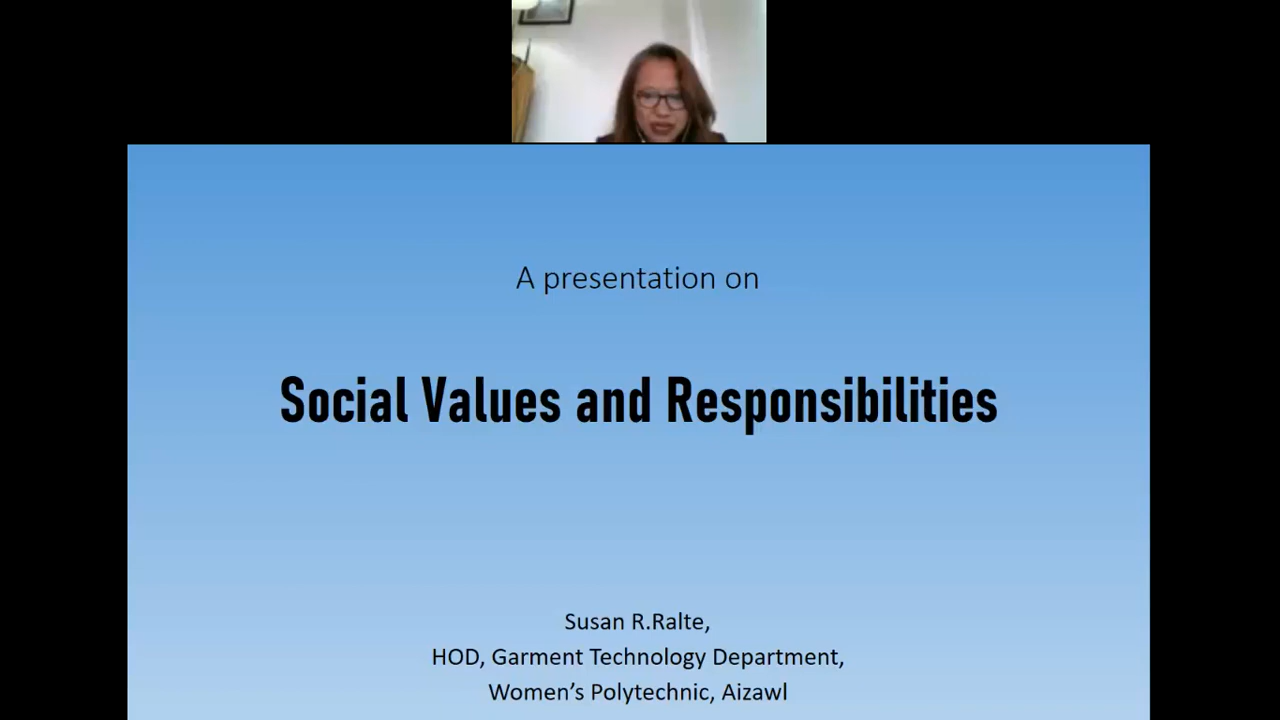 A presentation on
Social Values and Responsibilities
Susan R.Ralte,
HOD, Garment Technology Department,
Women’s Polytechnic, Aizawl